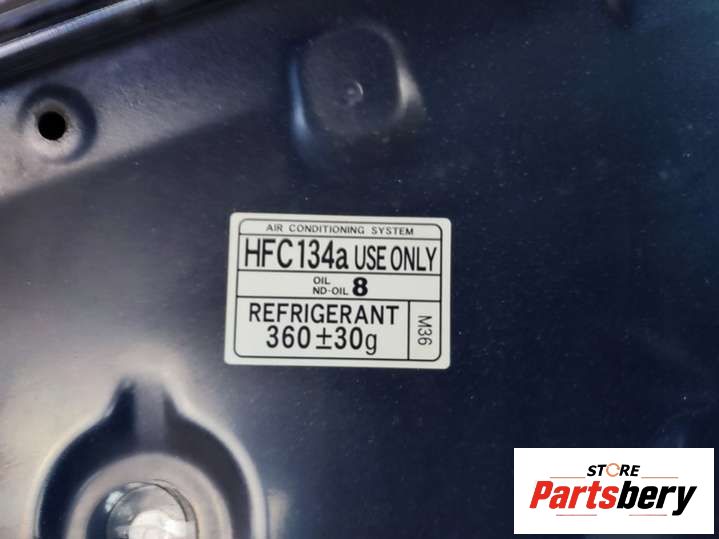 AIR CONDITIONING SYSTEM
HFC134a USE ONLY
OIL
ND-OIL 8
REFRIGERANT
360±30g
M36
STORE
Partsbery